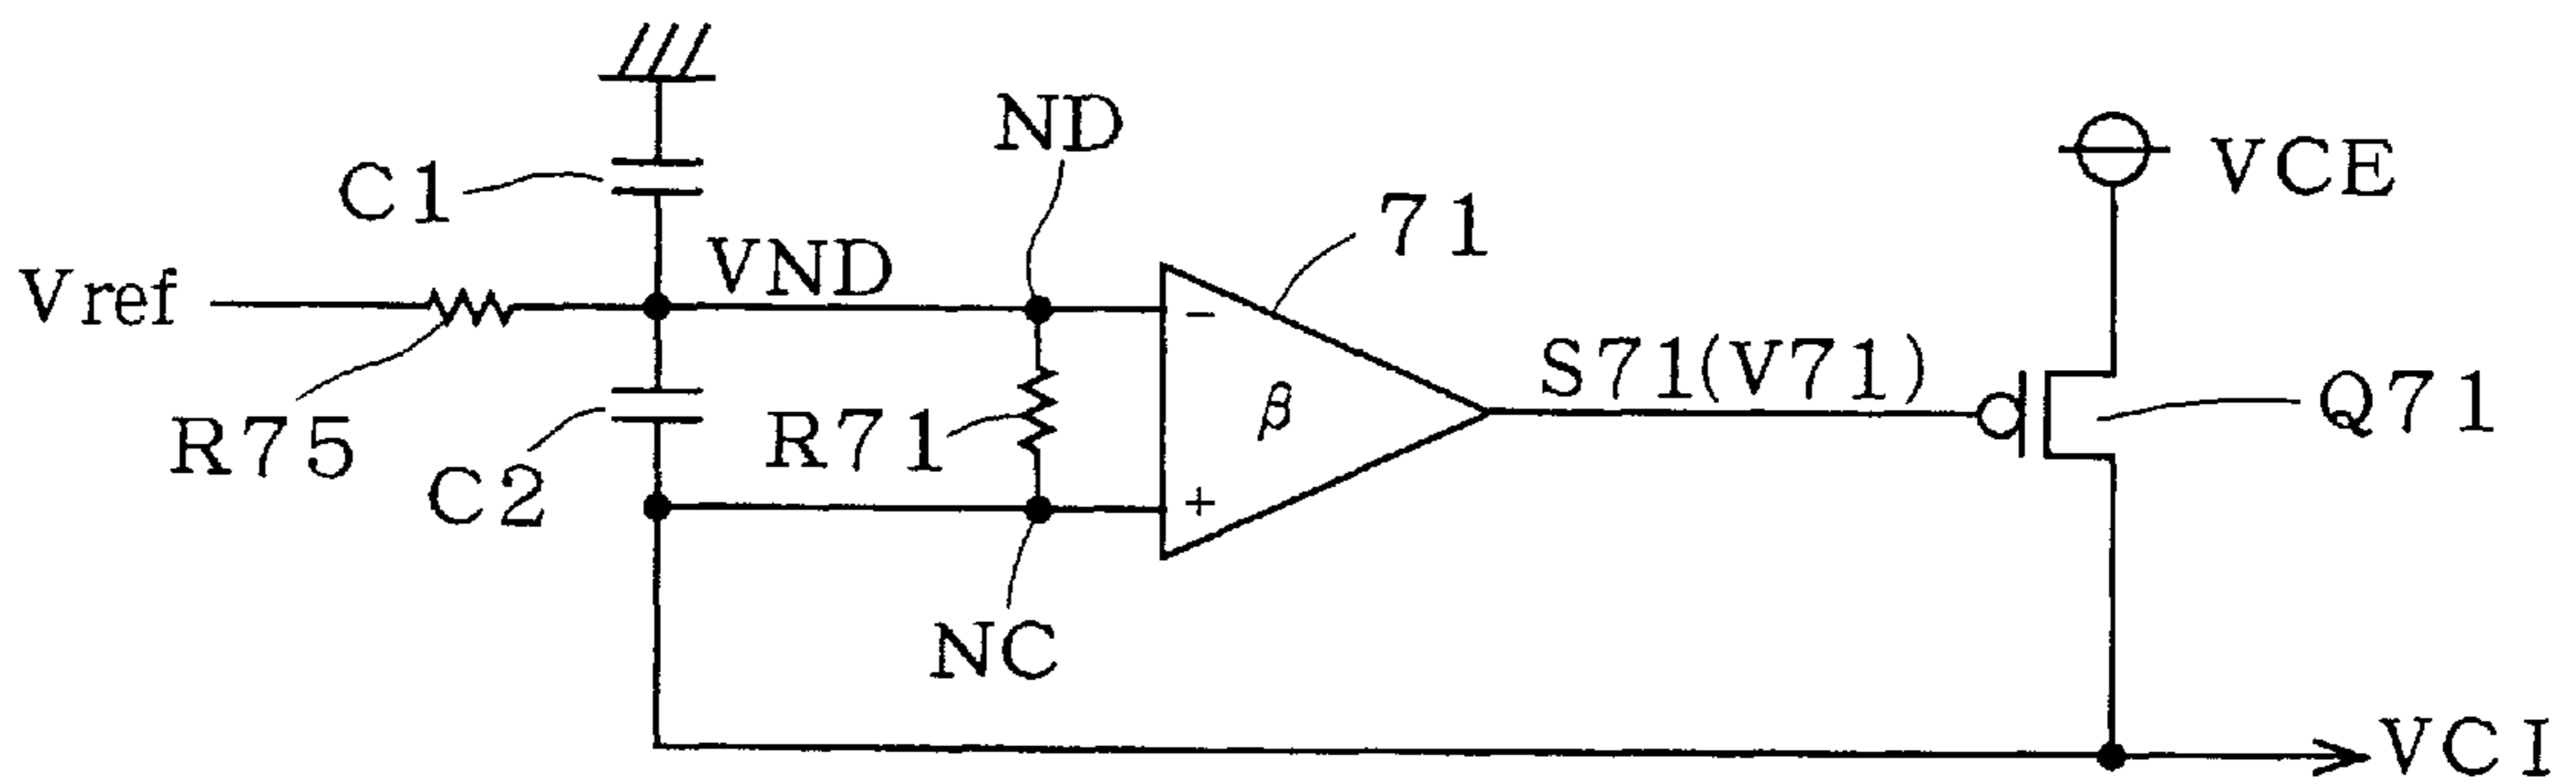 ND
VCE
C1
71
VND
Vref
S71(V71)
β
-
Q71
R75
R71
C2
+
NC
VCI